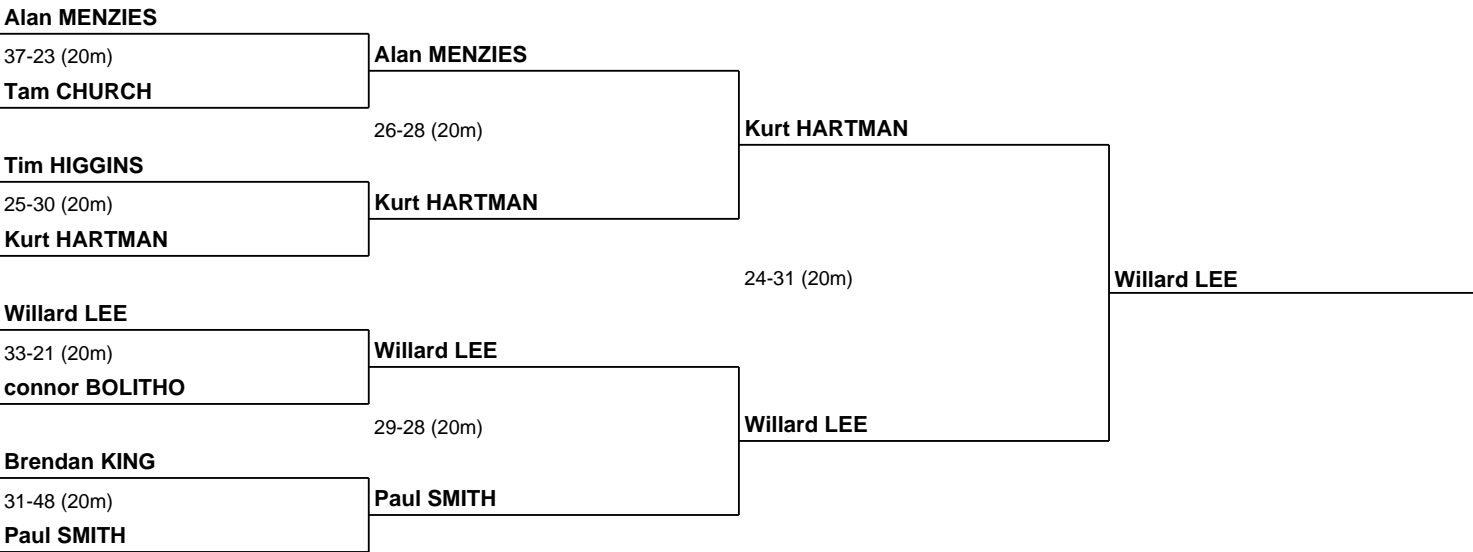 Alan MENZIES
37-23 (20m)
Alan MENZIES
Tam CHURCH
26-28 (20m)
Kurt HARTMAN
Tim HIGGINS
25-30 (20m)
Kurt HARTMAN
Kurt HARTMAN
24-31 (20m)
Willard LEE
Willard LEE
33-21 (20m)
Willard LEE
connor BOLITHO
29-28 (20m)
Willard LEE
Brendan KING
31-48 (20m)
Paul SMITH
Paul SMITH